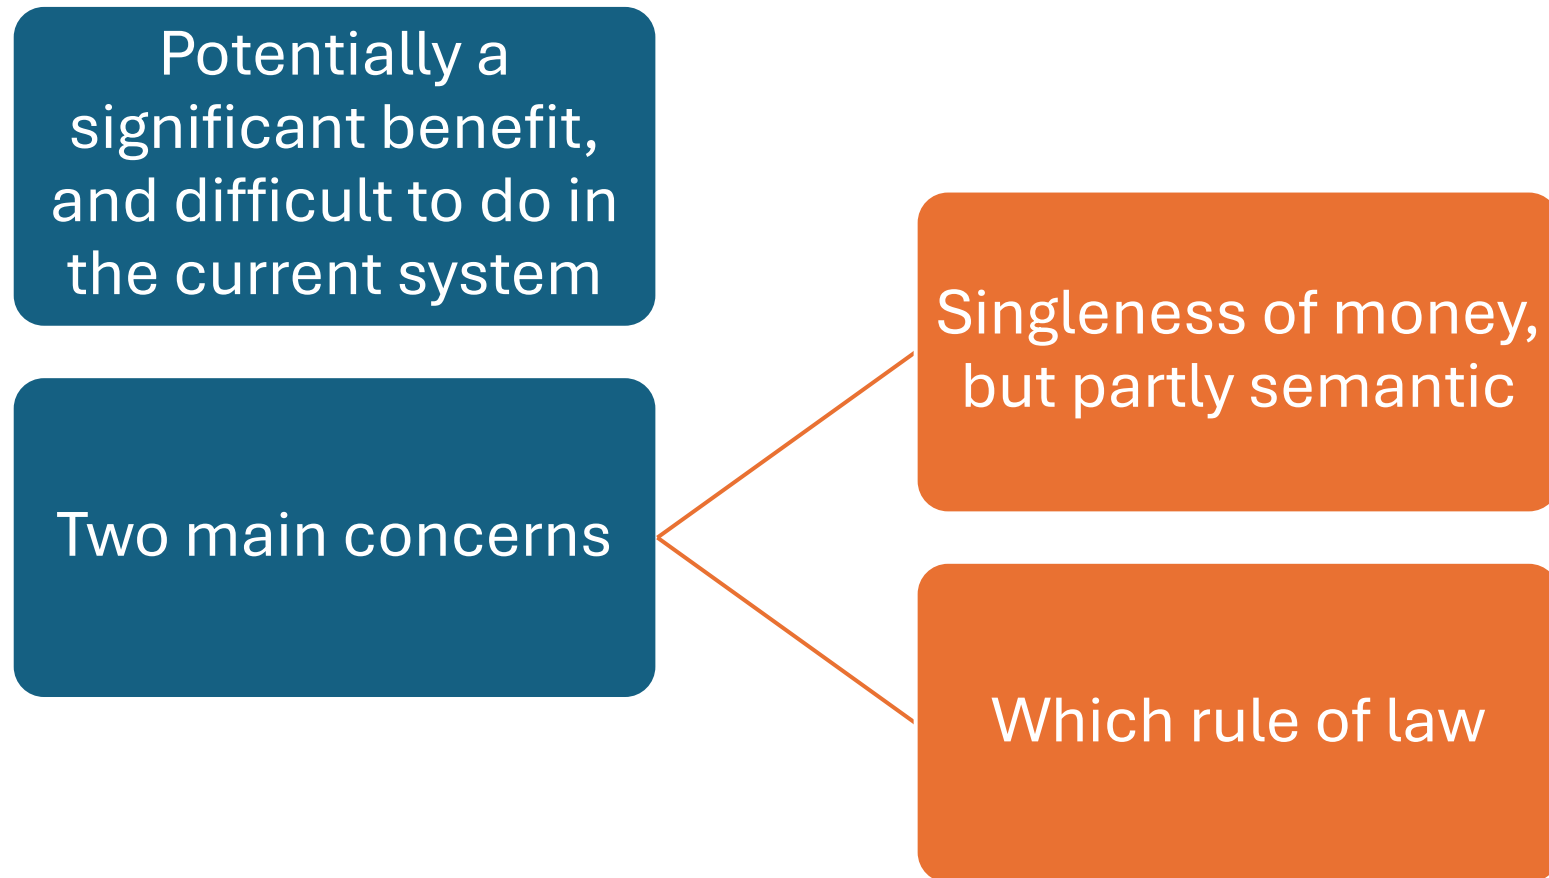 Potentially a
significant benefit,
and difficult to do in
the current system
Two main concerns
Singleness of money,
but partly semantic
Which rule of law